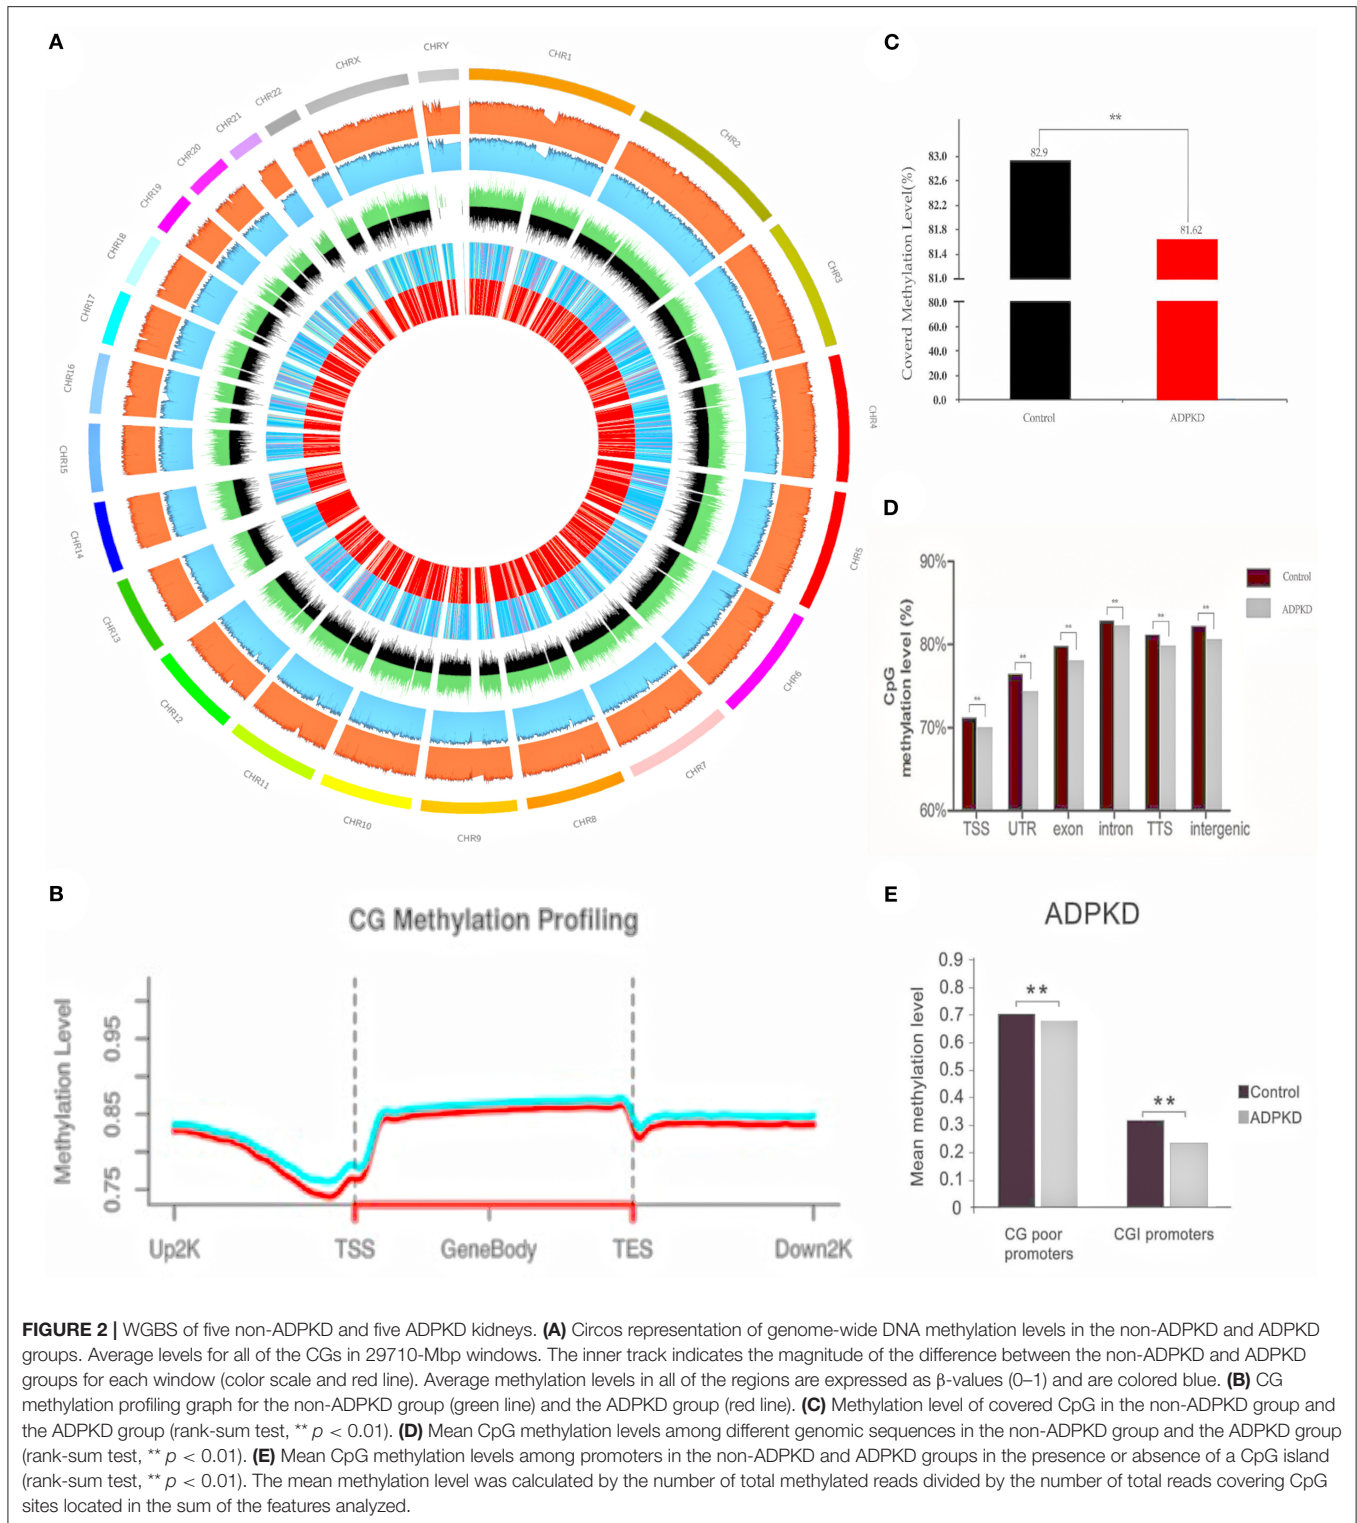 A
CHR1
CHR2
CHR3
CHR4
CHR5
CHR6
CHR7
CHR8
CHR9
CHR10
CHR11
CHR12
CHR13
CHR14
CHR15
CHR16
CHR17
CHR18
CHR19
CHR20
CHR21
CHR22
CHRX
CHRY
C
Coverd Methylation Level(%)
83.0
82.6
82.2
81.8
81.4
81.0
80.0
60.0
40.0
20.0
0.0
82.9
**
81.62
Control
ADPKD
D
CpG
methylation level (%)
90%
80%
70%
60%
**
**
**
**
**
**
TSS
UTR
exon
intron
TTS
intergenic
Control
ADPKD
B
CG Methylation Profiling
Methylation Level
0.95
0.85
0.75
Up2K
TSS
GeneBody
TES
Down2K
E
ADPKD
Mean methylation level
0.9
0.8
0.7
0.6
0.5
0.4
0.3
0.2
0.1
0
**
**
Control
ADPKD
CG poor
promoters
CGI promoters
FIGURE 2 | WGBS of five non-ADPKD and five ADPKD kidneys. (A) Circos representation of genome-wide DNA methylation levels in the non-ADPKD and ADPKD
groups. Average levels for all of the CGs in 29710-Mbp windows. The inner track indicates the magnitude of the difference between the non-ADPKD and ADPKD
groups for each window (color scale and red line). Average methylation levels in all of the regions are expressed as β-values (0–1) and are colored blue. (B) CG
methylation profiling graph for the non-ADPKD group (green line) and the ADPKD group (red line). (C) Methylation level of covered CpG in the non-ADPKD group and
the ADPKD group (rank-sum test, ** p < 0.01). (D) Mean CpG methylation levels among different genomic sequences in the non-ADPKD group and the ADPKD group
(rank-sum test, ** p < 0.01). (E) Mean CpG methylation levels among promoters in the non-ADPKD and ADPKD groups in the presence or absence of a CpG island
(rank-sum test, ** p < 0.01). The mean methylation level was calculated by the number of total methylated reads divided by the number of total reads covering CpG
sites located in the sum of the features analyzed.